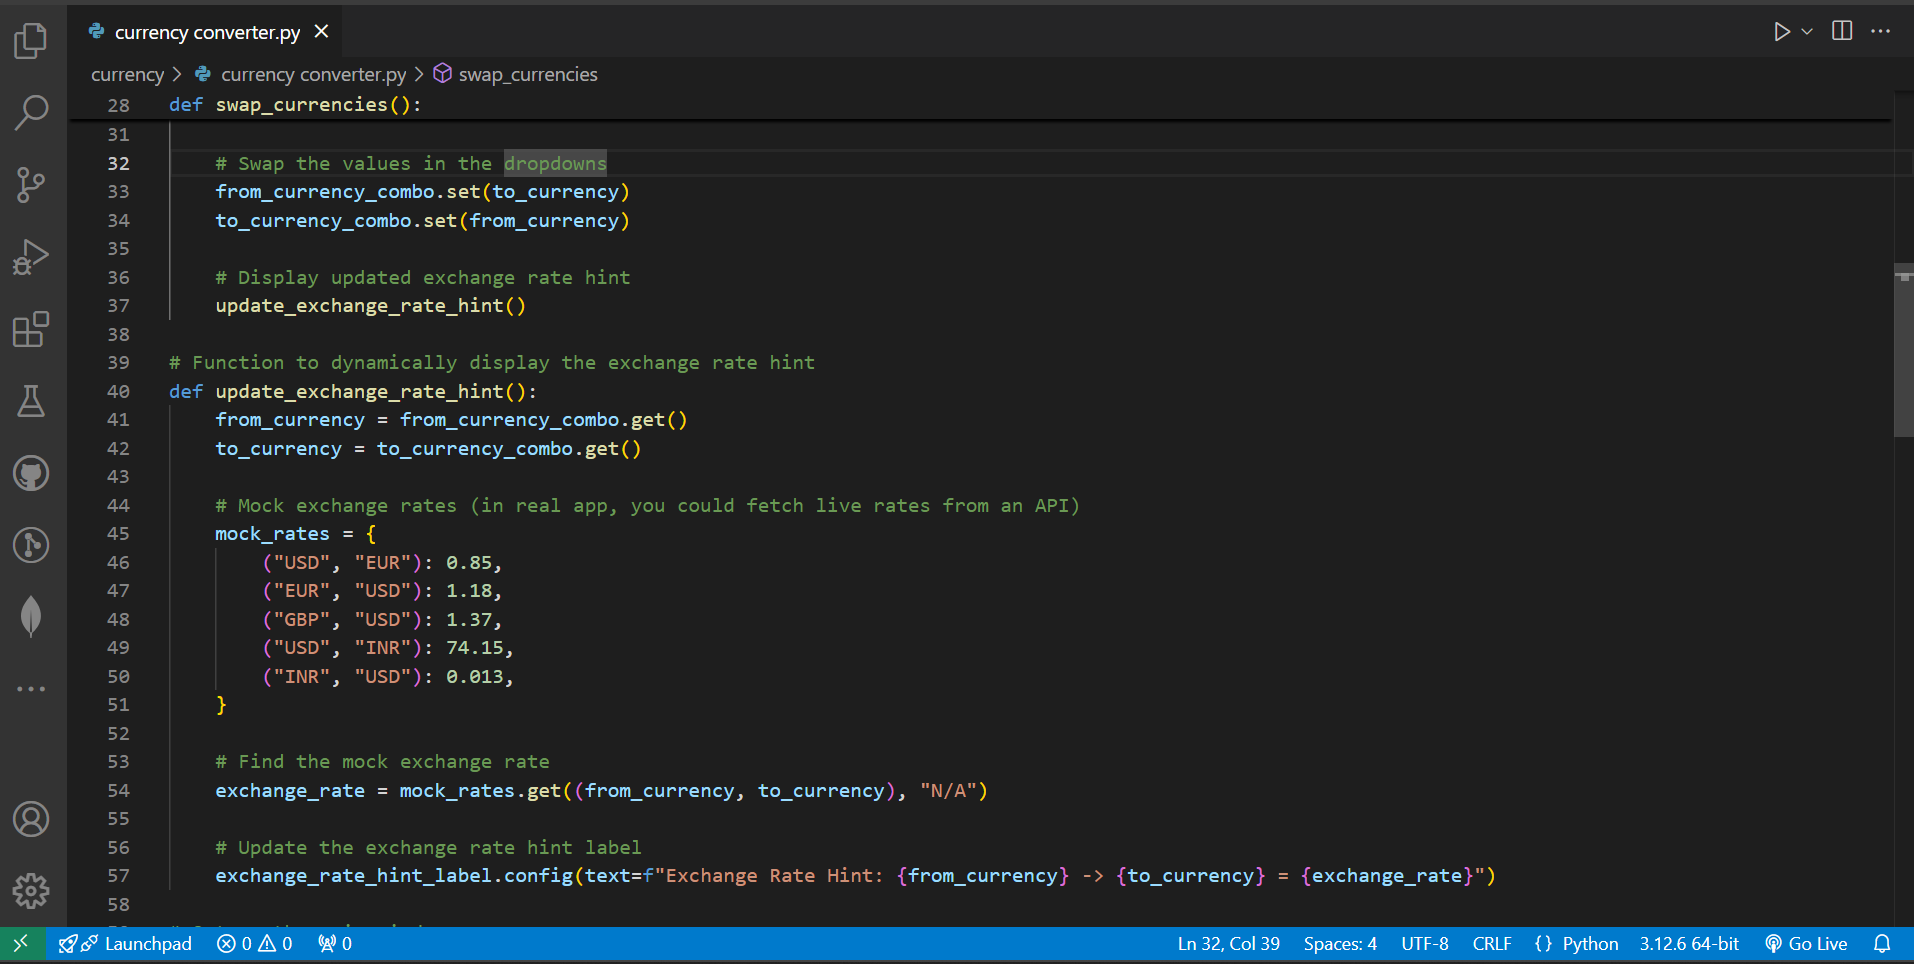 currency converter.py
currency > currency converter.py > swap_currencies
28 def swap_currencies():
31
32 # Swap the values in the dropdowns
33 from_currency_combo.set(to_currency)
34 to_currency_combo.set(from_currency)
35
36 # Display updated exchange rate hint
37 update_exchange_rate_hint()
38
39 # Function to dynamically display the exchange rate hint
40 def update_exchange_rate_hint():
41 from_currency = from_currency_combo.get()
42 to_currency = to_currency_combo.get()
43
44 # Mock exchange rates (in real app, you could fetch live rates from an API)
45 mock_rates = {
46 ("USD", "EUR"): 0.85,
47 ("EUR", "USD"): 1.18,
48 ("GBP", "USD"): 1.37,
49 ("USD", "INR"): 74.15,
50 ("INR", "USD"): 0.013,
51 }
52
53 # Find the mock exchange rate
54 exchange_rate = mock_rates.get((from_currency, to_currency), "N/A")
55
56 # Update the exchange rate hint label
57 exchange_rate_hint_label.config(text=f"Exchange Rate Hint: {from_currency} -> {to_currency} = {exchange_rate}")
58
Launchpad 0 0 0 Ln 32, Col 39 Spaces: 4 UTF-8 CRLF {} Python 3.12.6 64-bit Go Live